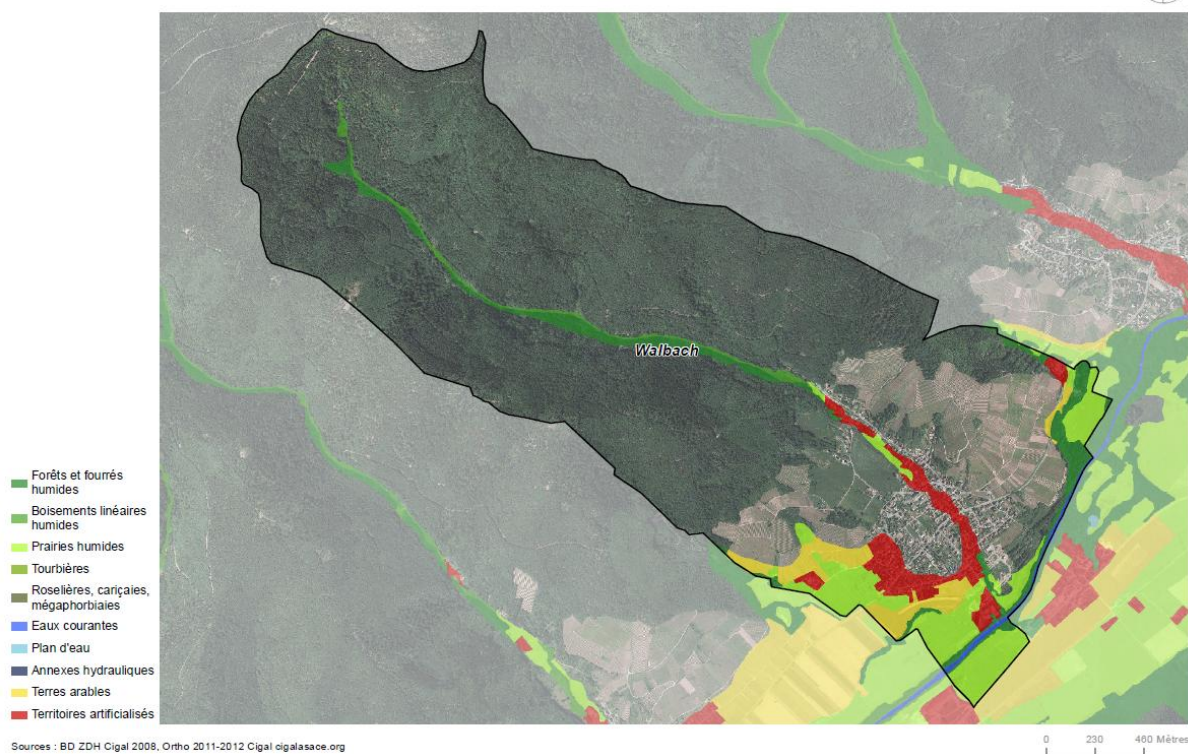 Walbach
Forêts et fourrés
humides
Boisements linéaires
humides
Prairies humides
Tourbières
Roselières, cariçaies,
mégaphorbiaies
Eaux courantes
Plan d'eau
Annexes hydrauliques
Terres arables
Territoires artificialisés
Sources : BD ZDH Cigal 2008, Ortho 2011-2012 Cigal cigalasace.org
0 230 460 Mètres